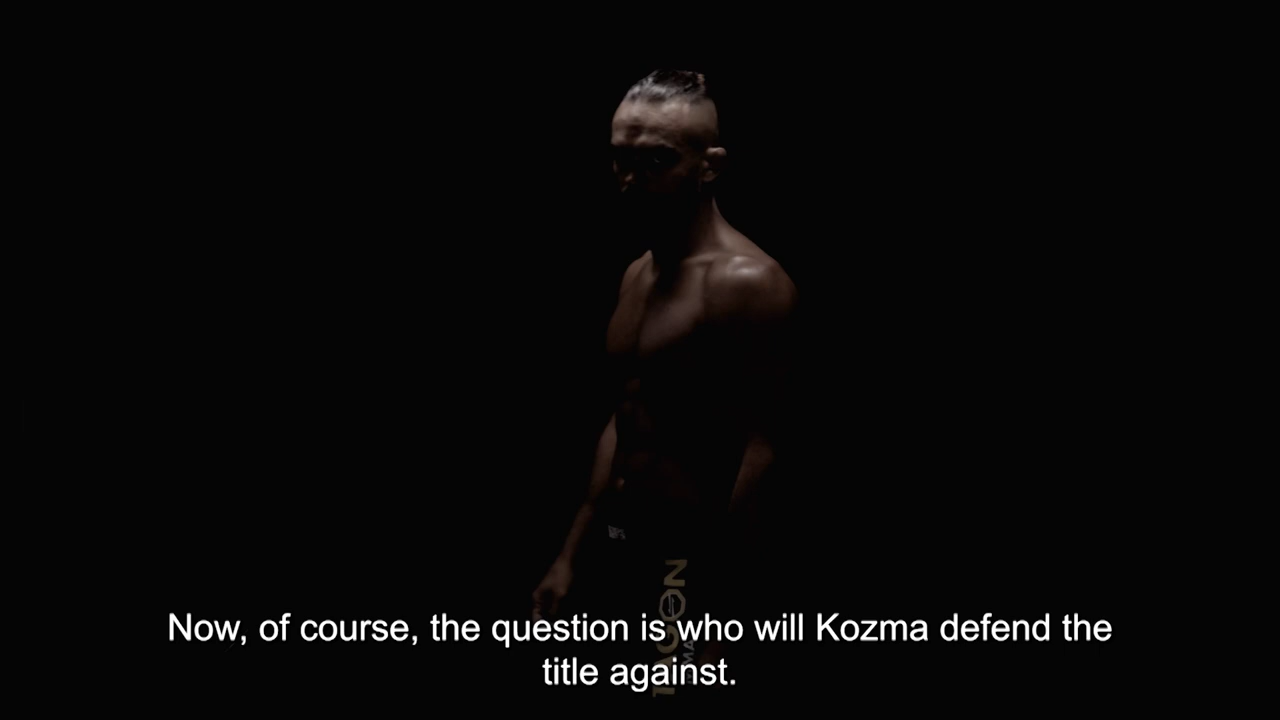 Now, of course, the question is who will Kozma defend the
title against.